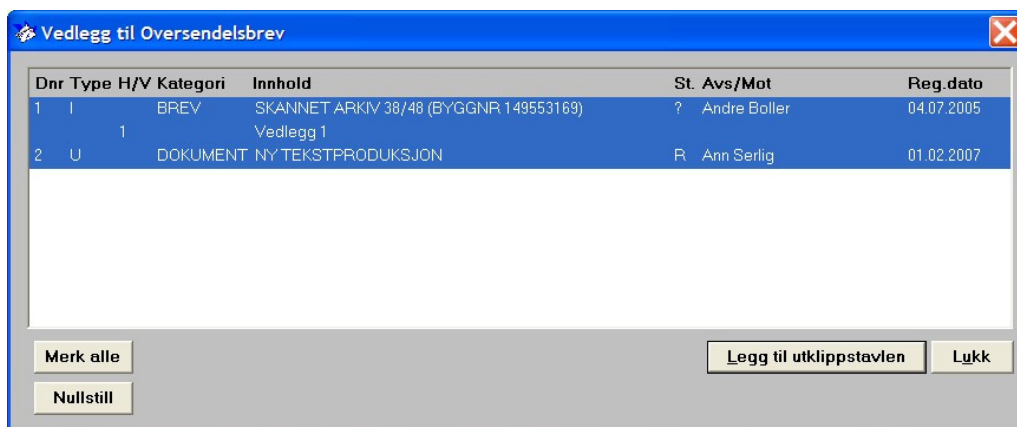 Vedlegg til Oversendelsbrev
Dnr Type H/V Kategori Innhold St. Avs/Mot Reg.dato
1 I BREV SKANNET ARKIV 38/48 (BYGGNR 149553169) ? Andre Boller 04.07.2005
1 Vedlegg 1
2 U DOKUMENT NY TEKSTPRODUKSJON R Ann Serlig 01.02.2007
Merk alle Legg til utklippstavlen Lukk
Nullstill